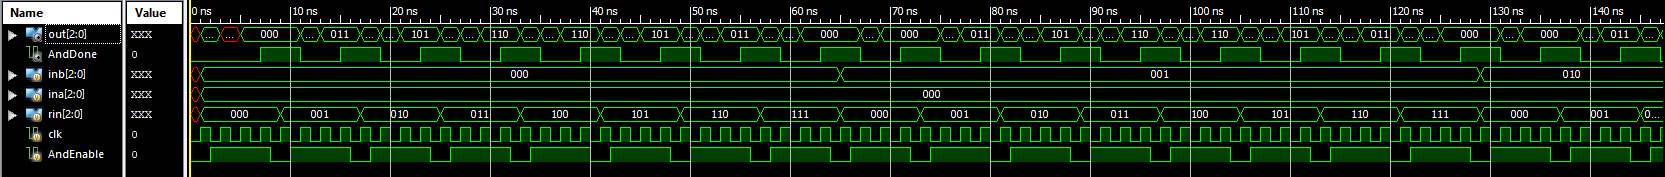 Name Value 0 ns 10 ns 20 ns 30 ns 40 ns 50 ns 60 ns 70 ns 80 ns 90 ns 100 ns 110 ns 120 ns 130 ns 140 ns
out[2:0] XXX ... ... 000 ... 011 ... 101 ... 110 ... 110 ... 101 ... 011 ... 000 ... 000 ... 011 ... 101 ... 110 ... 110 ... 101 ... 011 ... 000 ... 000 ... 011 ...
AndDone 0
inb[2:0] XXX 000 001 010
ina[2:0] XXX 000
rin[2:0] XXX 000 001 010 011 100 101 110 111 000 001 010 011 100 101 110 111 000 001 0...
clk 0
AndEnable 0